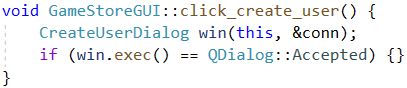 void GameStoreGUI::click_create_user() {
    CreateUserDialog win(this, &conn);
    if (win.exec() == QDialog::Accepted) {}
}